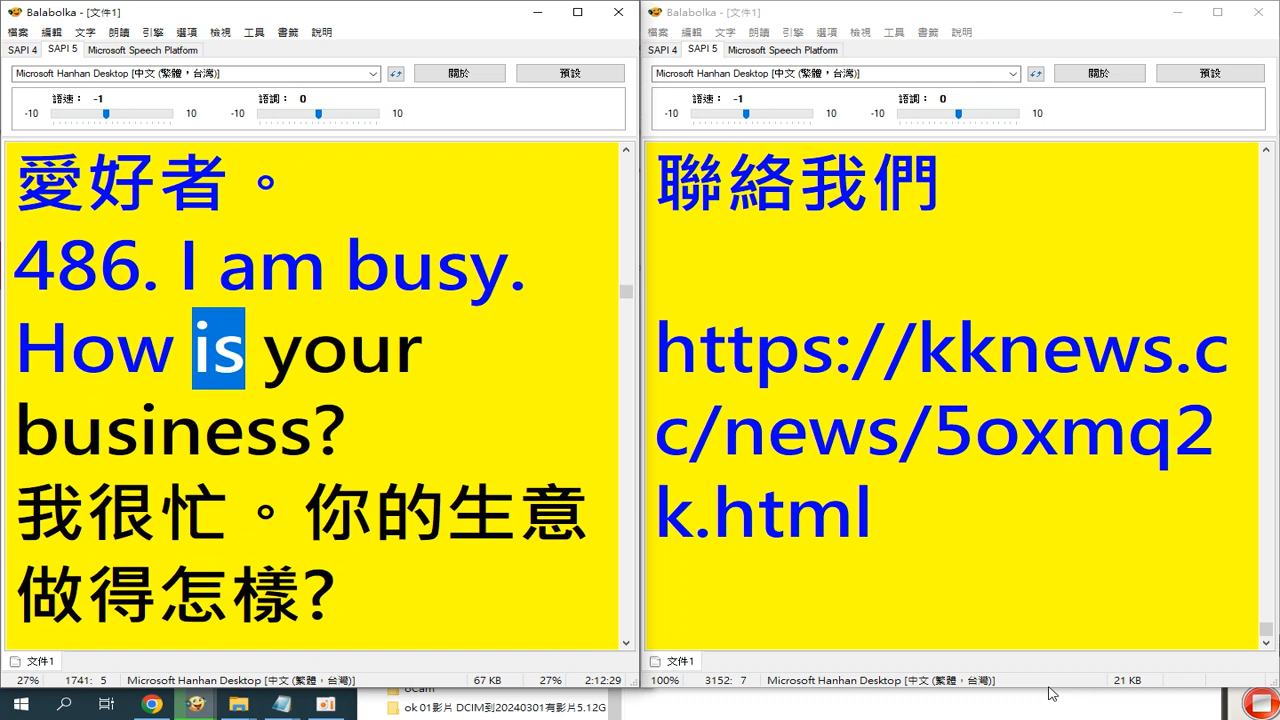 Balabolka - [文件1]
檔案 編輯 文字 朗讀 引擎 選項 檢視 工具 書籤 說明
SAPI 4 SAPI 5 Microsoft Speech Platform
Microsoft Hanhan Desktop [中文 (繁體，台灣)] 關於 預設
語速： -1 語調： 0
-10 10 -10 10
愛好者。
486. I am busy.
How is your
business?
我很忙。你的生意
做得怎樣?
文件1
27% 1741: 5 Microsoft Hanhan Desktop [中文 (繁體，台灣)] 67 KB 27% 2:12:29
Balabolka - [文件1]
檔案 編輯 文字 朗讀 引擎 選項 檢視 工具 書籤 說明
SAPI 4 SAPI 5 Microsoft Speech Platform
Microsoft Hanhan Desktop [中文 (繁體，台灣)] 關於 預設
語速： -1 語調： 0
-10 10 -10 10
聯絡我們
https://kknews.c
c/news/5oxmq2
k.html
文件1
100% 3152: 7 Microsoft Hanhan Desktop [中文 (繁體，台灣)] 21 KB
oCam
ok 01影片 DCIM到20240301有影片5.12G